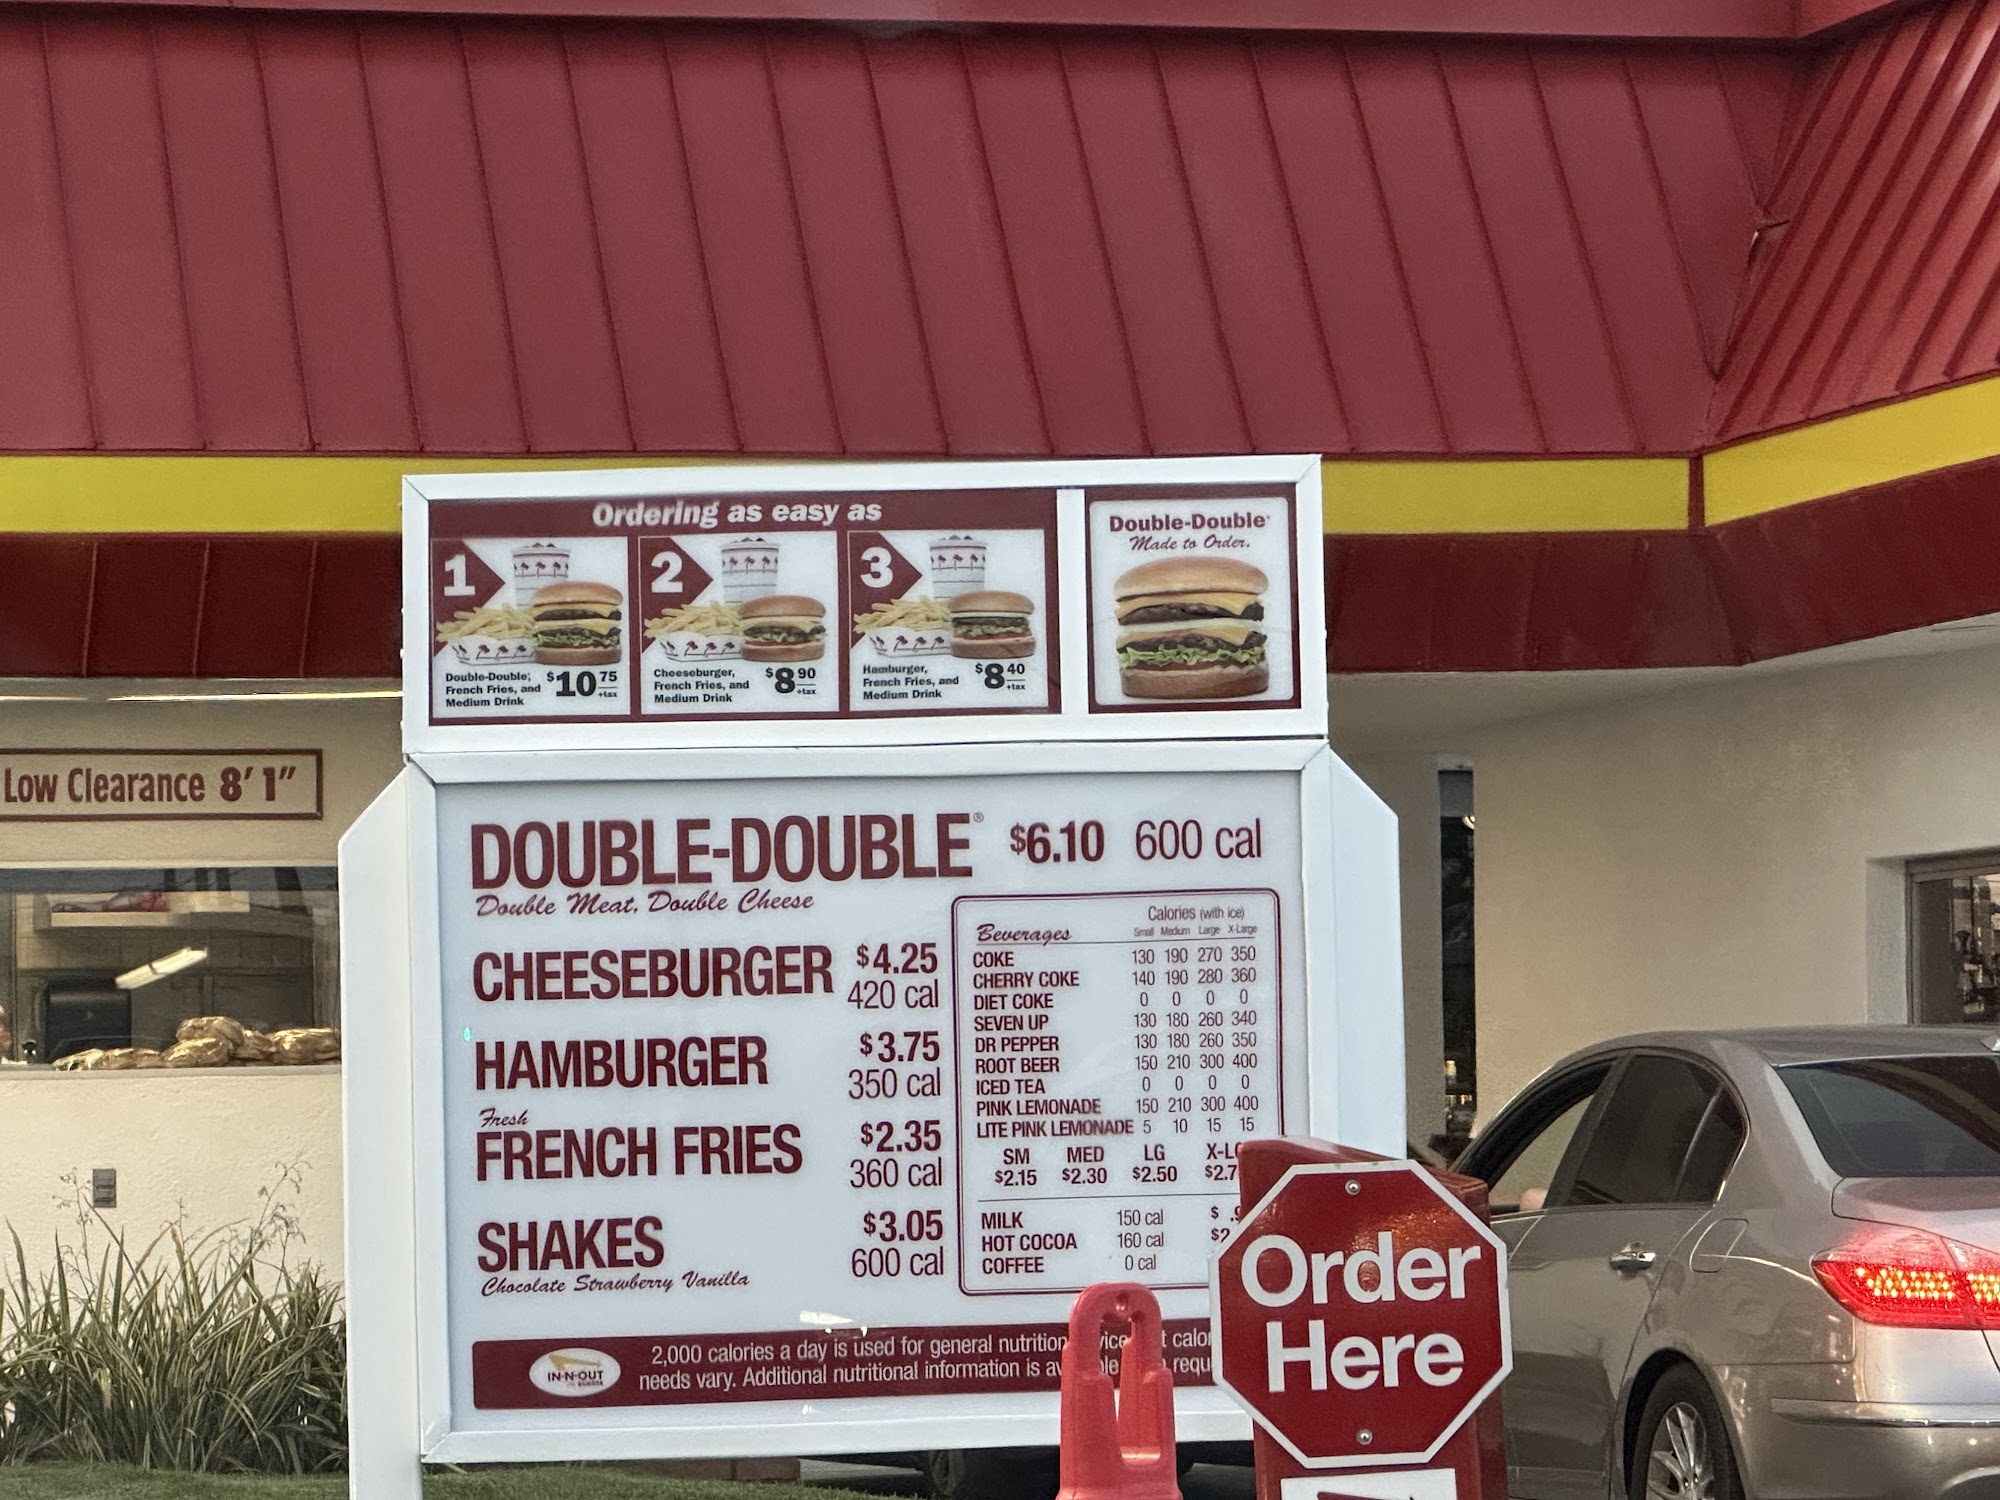 Ordering as easy as
1
Double-Double,
French Fries, and
Medium Drink
$10 75
+tax
2
Cheeseburger,
French Fries, and
Medium Drink
$8 90
+tax
3
Hamburger,
French Fries, and
Medium Drink
$8 40
+tax
Double-Double
Made to Order.
Low Clearance 8' 1"
DOUBLE-DOUBLE® $6.10 600 cal
Double Meat, Double Cheese
CHEESEBURGER $4.25
420 cal
HAMBURGER $3.75
350 cal
Fresh
FRENCH FRIES $2.35
360 cal
SHAKES $3.05
600 cal
Chocolate Strawberry Vanilla
Calories (with ice)
Beverages Small Medium Large X-Large
COKE 130 190 270 350
CHERRY COKE 140 190 280 360
DIET COKE 0 0 0 0
SEVEN UP 130 180 260 340
DR PEPPER 130 180 260 350
ROOT BEER 150 210 300 400
ICED TEA 0 0 0 0
PINK LEMONADE 150 210 300 400
LITE PINK LEMONADE 5 10 15 15
SM MED LG
$2.15 $2.30 $2.50
MILK 150 cal
HOT COCOA 160 cal
COFFEE 0 cal
IN-N-OUT
BURGER
2,000 calories a day is used for general nutrition
needs vary. Additional nutritional information is
Order
Here